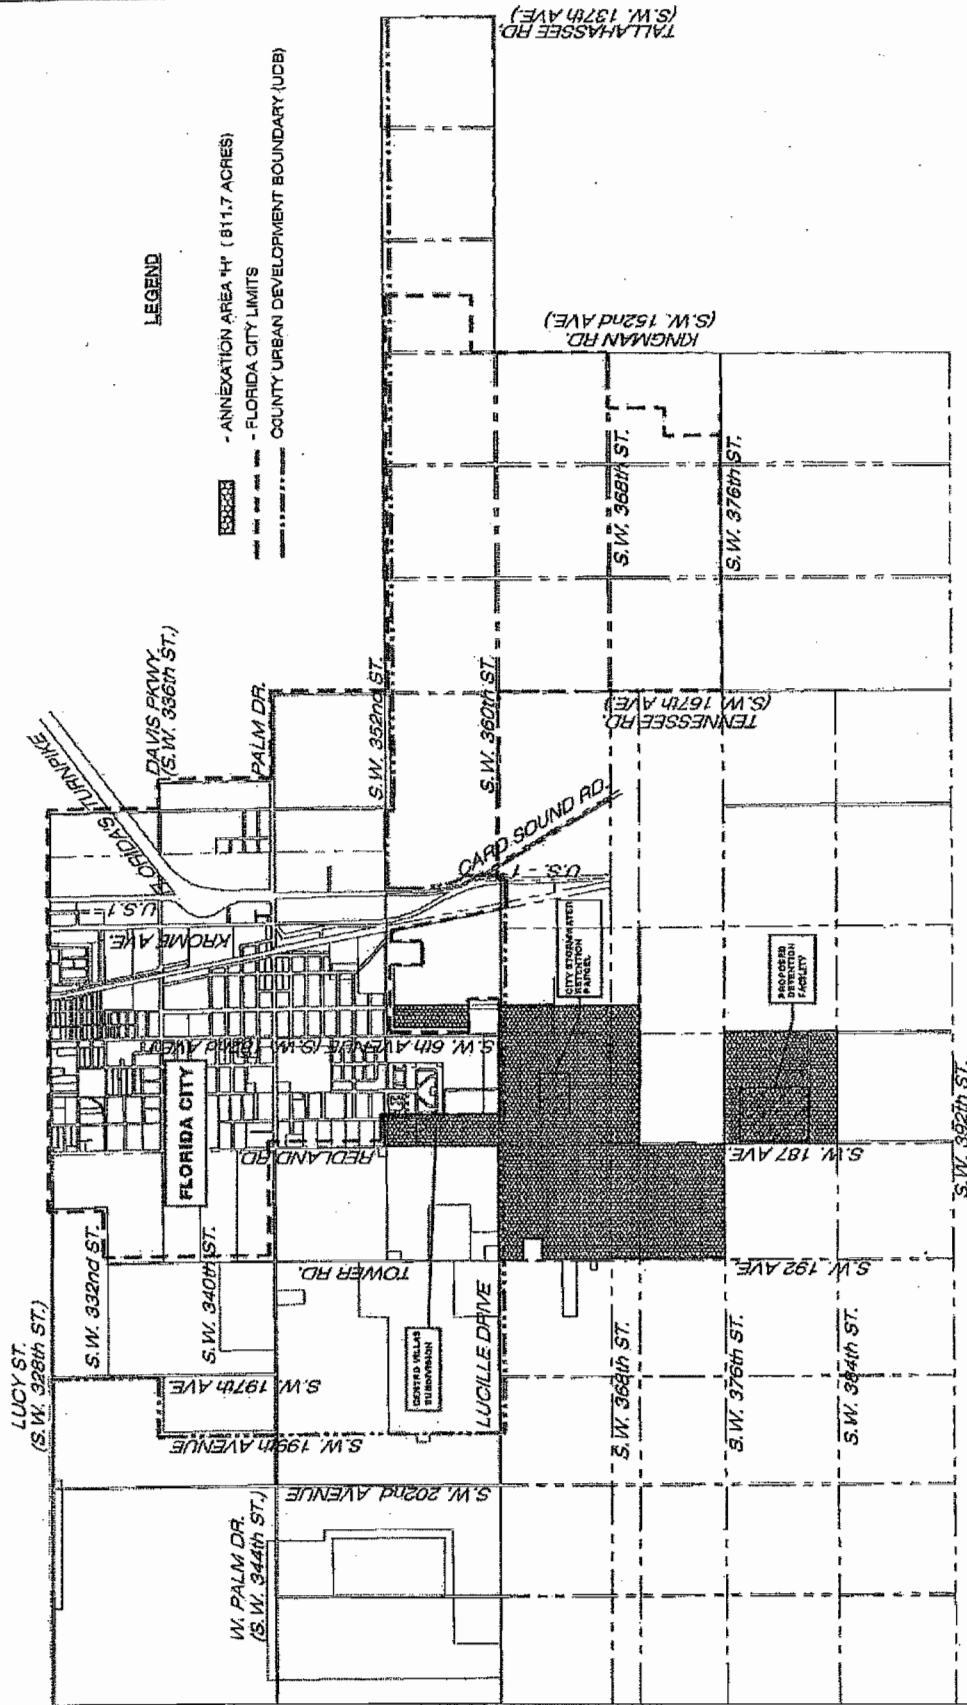 LEGEND
- ANNEXATION AREA "H" ( 811.7 ACRES)
- FLORIDA CITY LIMITS
COUNTY URBAN DEVELOPMENT BOUNDARY (UDB)
TALLAHASSEE RD.
(S.W. 137th AVE.)
KINGMAN RD.
(S.W. 152nd AVE.)
LUCY ST.
(S.W. 328th ST.)
S.W. 332nd ST.
DAVIS PKWY.
(S.W. 336th ST.)
S.W. 340th ST.
PALM DR.
W. PALM DR.
(S.W. 344th ST.)
S.W. 352nd ST.
S.W. 360th ST.
LUCILLE DRIVE
S.W. 368th ST.
S.W. 368th ST.
S.W. 376th ST.
S.W. 376th ST.
S.W. 384th ST.
S.W. 392th ST.
FLORIDA'S TURNPIKE
U.S.1
KROME AVE.
U.S. - 1
CARD SOUND RD.
TENNESSEE RD.
(S.W. 167th AVE.)
FLORIDA CITY
S.W. 6th AVENUE (S.W. AVE)
REDLAND RD
S.W. 187 AVE.
TOWER RD.
S.W. 192 AVE.
S.W. 197th AVE
S.W. 199th AVENUE
S.W. 202nd AVENUE
CITY STORMWATER
RETENTION
PARCEL
PROPOSED
DETENTION
FACILITY
CENTRO VILLAS
SUBDIVISION